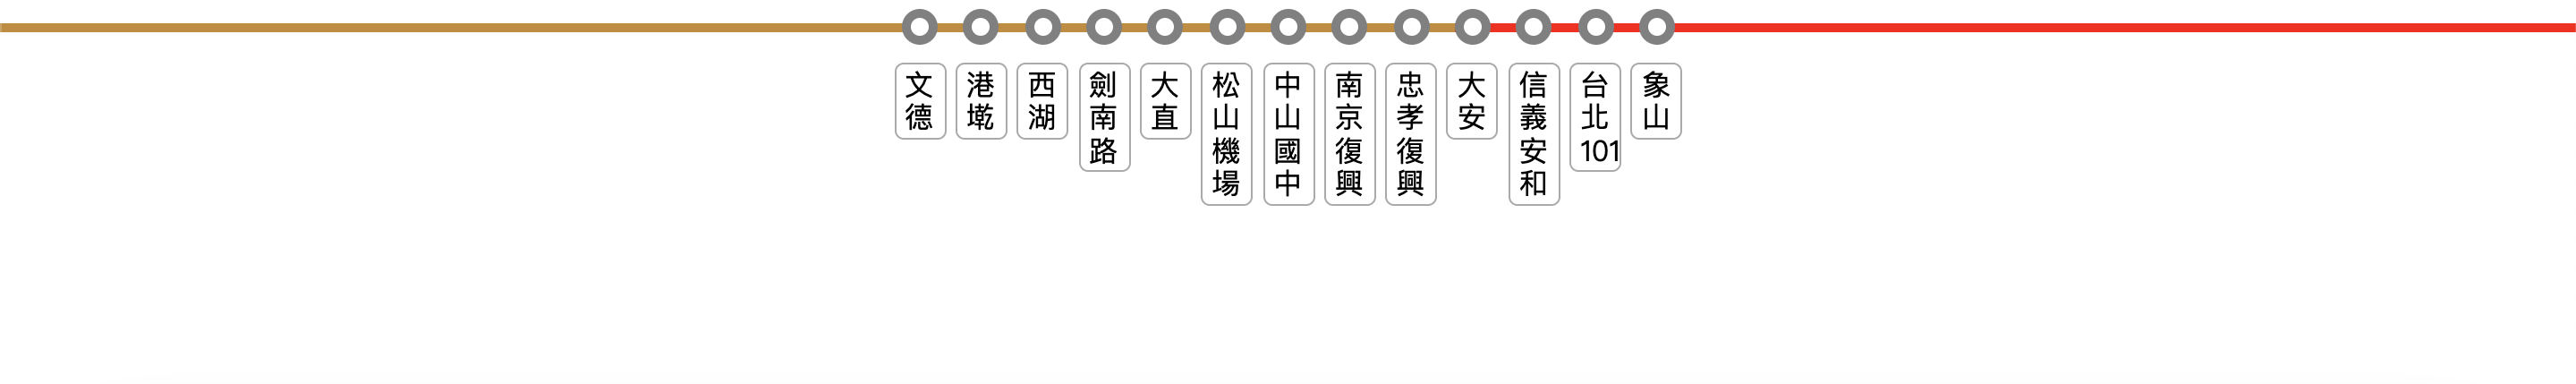 文德
港墘
西湖
劍南路
大直
松山機場
中山國中
南京復興
忠孝復興
大安
信義安和
台北101
象山